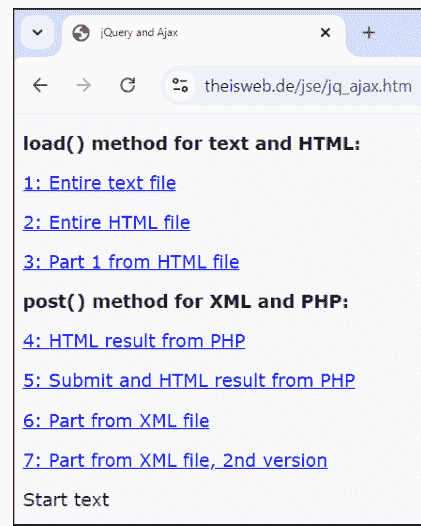 jQuery and Ajax
theisweb.de/jse/jq_ajax.htm
load() method for text and HTML:
1: Entire text file
2: Entire HTML file
3: Part 1 from HTML file
post() method for XML and PHP:
4: HTML result from PHP
5: Submit and HTML result from PHP
6: Part from XML file
7: Part from XML file, 2nd version
Start text